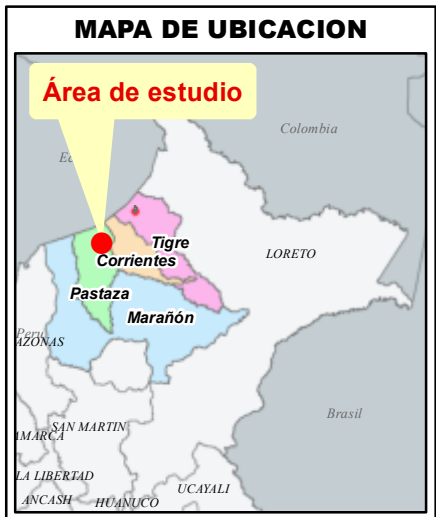 MAPA DE UBICACION
Área de estudio
Colombia
Ec
Tigre
LORETO
Corrientes
Pastaza
Marañón
Peru
AZONAS
Brasil
SAN MARTIN
AMARCA
LA LIBERTAD
UCAYALI
ANCASH
HUANUCO